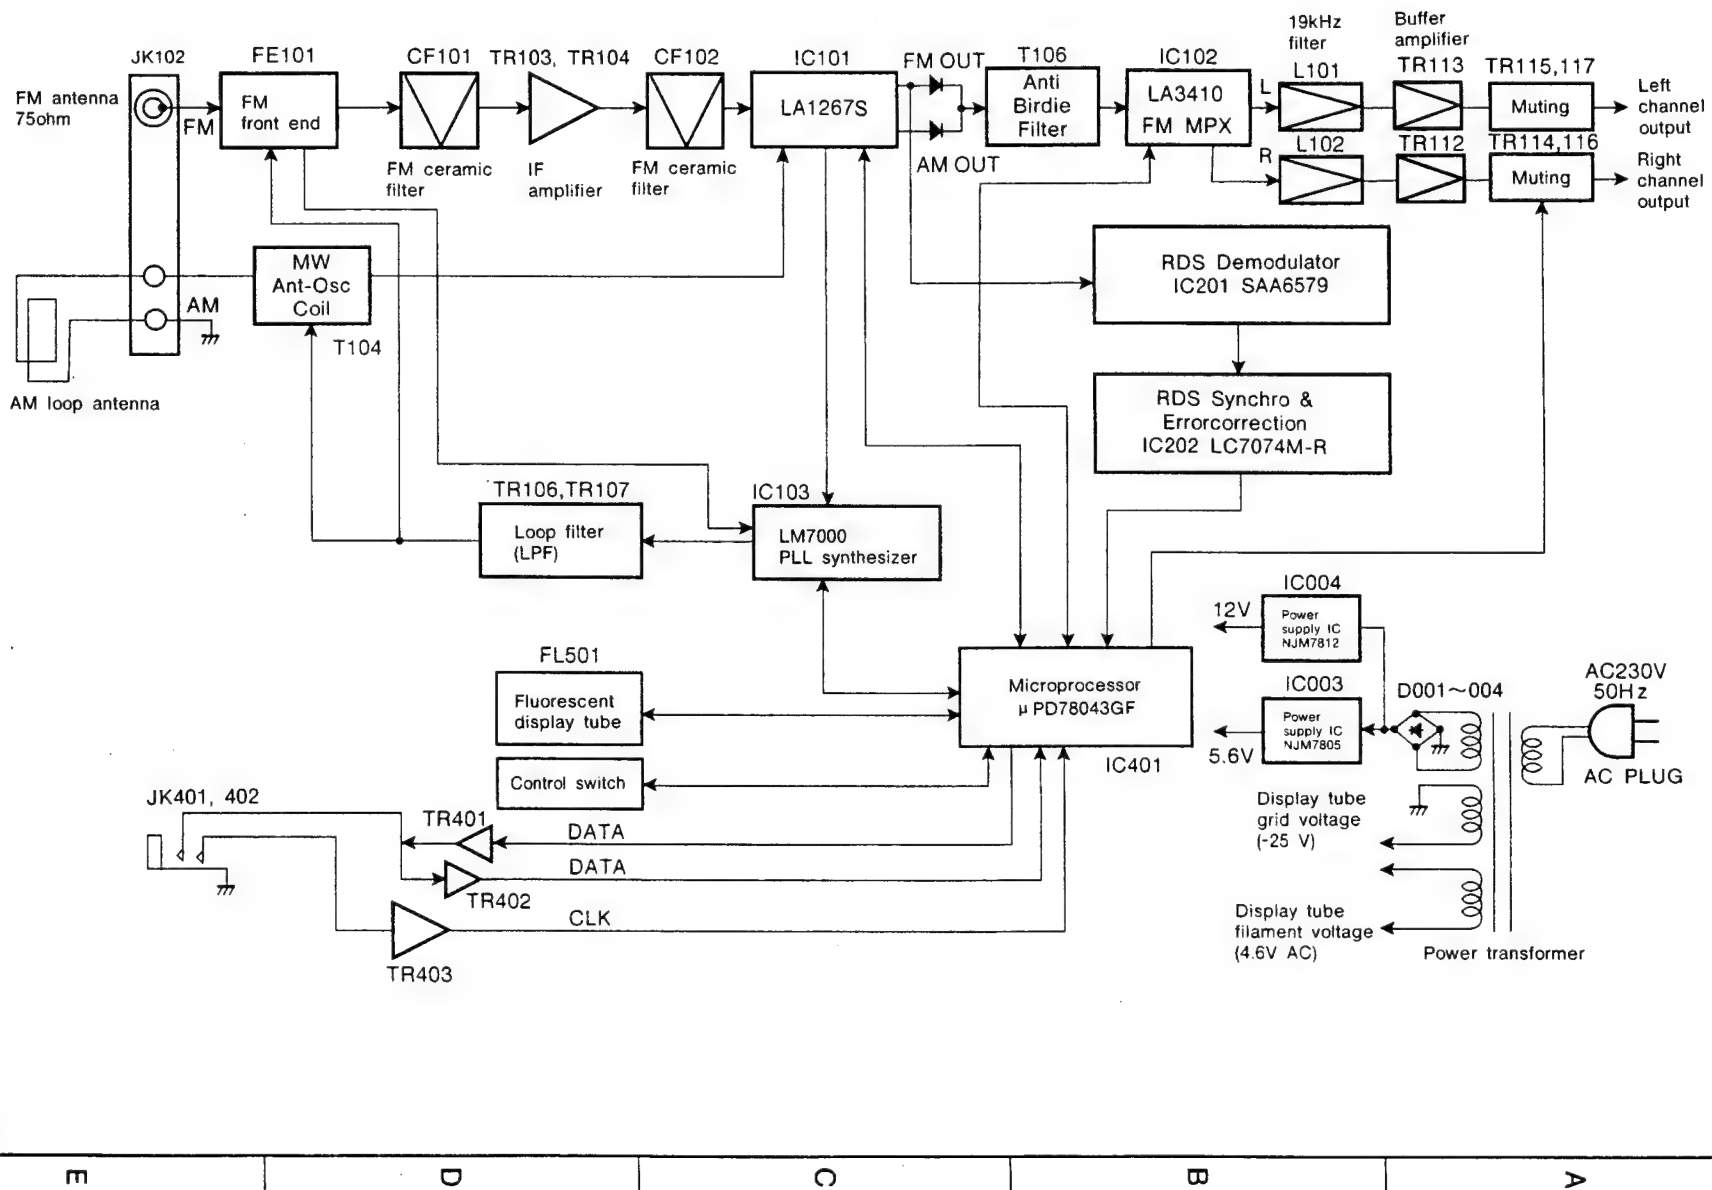 JK102
FM antenna
75ohm
FM
AM
AM loop antenna
FE101
FM
front end
CF101
FM ceramic
filter
TR103, TR104
IF
amplifier
CF102
FM ceramic
filter
IC101
LA1267S
FM OUT
AM OUT
T106
Anti
Birdie
Filter
IC102
LA3410
FM MPX
L
R
19kHz
filter
L101
L102
Buffer
amplifier
TR113
TR112
TR115,117
Muting
TR114,116
Muting
Left
channel
output
Right
channel
output
MW
Ant-Osc
Coil
T104
RDS Demodulator
IC201 SAA6579
RDS Synchro &
Errorcorrection
IC202 LC7074M-R
TR106,TR107
Loop filter
(LPF)
IC103
LM7000
PLL synthesizer
FL501
Fluorescent
display tube
Control switch
Microprocessor
μPD78043GF
IC401
IC004
12V
Power
supply IC
NJM7812
IC003
5.6V
Power
supply IC
NJM7805
D001~004
AC230V
50Hz
AC PLUG
Display tube
grid voltage
(-25 V)
Display tube
filament voltage
(4.6V AC)
Power transformer
JK401, 402
TR401
DATA
DATA
TR402
CLK
TR403
E
D
C
B
A